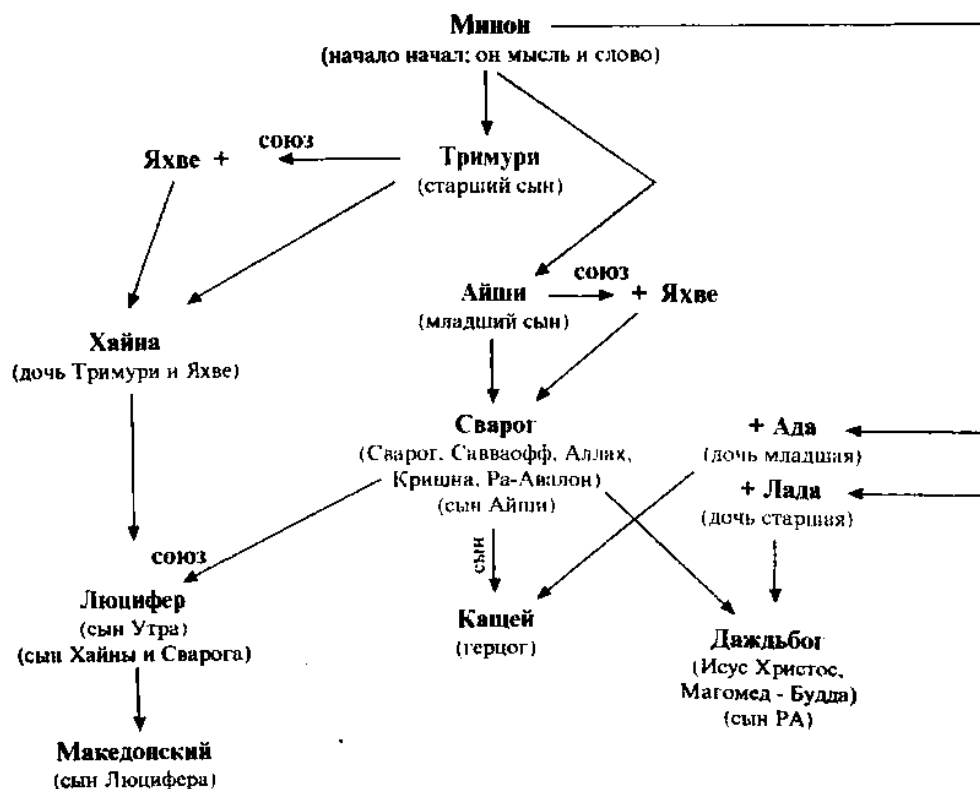 Минон
(начало начал; он мысль и слово)
союз
Яхве +
Тримури
(старший сын)
Айши
(младший сын)
союз
+ Яхве
Хайна
(дочь Тримури и Яхве)
Сварог
(Сварог, Савваофф, Аллах,
Кришна, Ра-Авалон)
(сын Айши)
+ Ада
(дочь младшая)
+ Лада
(дочь старшая)
союз
сын
Люцифер
(сын Утра)
(сын Хайны и Сварога)
Кащей
(герцог)
Даждьбог
(Исус Христос,
Магомед - Будда)
(сын РА)
Македонский
(сын Люцифера)